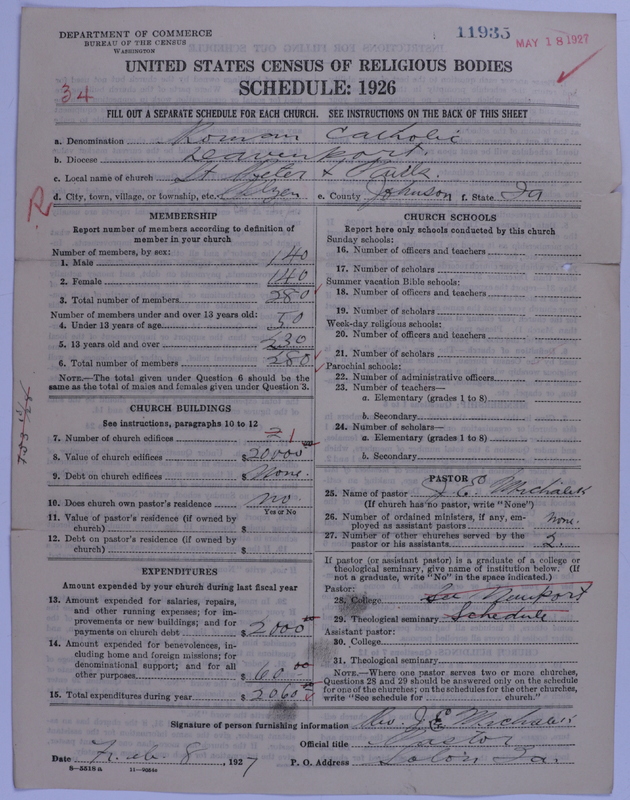 DEPARTMENT OF COMMERCE
BUREAU OF THE CENSUS
WASHINGTON
11935
MAY 18 1927
UNITED STATES CENSUS OF RELIGIOUS BODIES
SCHEDULE: 1926
34
FILL OUT A SEPARATE SCHEDULE FOR EACH CHURCH. SEE INSTRUCTIONS ON THE BACK OF THIS SHEET
a. Denomination Roman Catholic
b. Diocese Davenport.
c. Local name of church St Peter & Pauls
d. City, town, village, or township, etc. e. County Johnson f. State Ia
R
MEMBERSHIP
Report number of members according to definition of member in your church
Number of members, by sex:
1. Male 140
2. Female 140
3. Total number of members 280
Number of members under and over 13 years old:
4. Under 13 years of age 50
5. 13 years old and over 230
6. Total number of members 280
NOTE.—The total given under Question 6 should be the same as the total of males and females given under Question 3.
CHURCH BUILDINGS
See instructions, paragraphs 10 to 12
7. Number of church edifices 2 1
8. Value of church edifices $ 20000 00
9. Debt on church edifices $ None.
10. Does church own pastor's residence no
Yes or No
11. Value of pastor's residence (if owned by church) $
12. Debt on pastor's residence (if owned by church) $
EXPENDITURES
Amount expended by your church during last fiscal year
13. Amount expended for salaries, repairs, and other running expenses; for improvements or new buildings; and for payments on church debt $ 2000 00
14. Amount expended for benevolences, including home and foreign missions; for denominational support; and for all other purposes $ 60 00
15. Total expenditures during year $ 2060 00
CHURCH SCHOOLS
Report here only schools conducted by this church
Sunday schools:
16. Number of officers and teachers
17. Number of scholars
Summer vacation Bible schools:
18. Number of officers and teachers
19. Number of scholars
Week-day religious schools:
20. Number of officers and teachers
21. Number of scholars
Parochial schools:
22. Number of administrative officers
23. Number of teachers—
a. Elementary (grades 1 to 8)
b. Secondary
24. Number of scholars—
a. Elementary (grades 1 to 8)
b. Secondary
PASTOR
25. Name of pastor J. E. Michalek
(If church has no pastor, write "None")
26. Number of ordained ministers, if any, employed as assistant pastors None.
27. Number of other churches served by the pastor or his assistants 2.
If pastor (or assistant pastor) is a graduate of a college or theological seminary, give name of institution below: (If not a graduate, write "No" in the space indicated.)
Pastor:
28. College See Newport
29. Theological seminary Schedule
Assistant pastor:
30. College
31. Theological seminary
NOTE.—Where one pastor serves two or more churches, Questions 28 and 29 should be answered only on the schedule for one of the churches; on the schedules for the other churches, write "See schedule for ........ church."
Signature of person furnishing information Rev. J. E. Michalek
Official title Pastor
Date Feb. 8, 1927 P. O. Address Solon Ia.
8—5518a 11—9054a